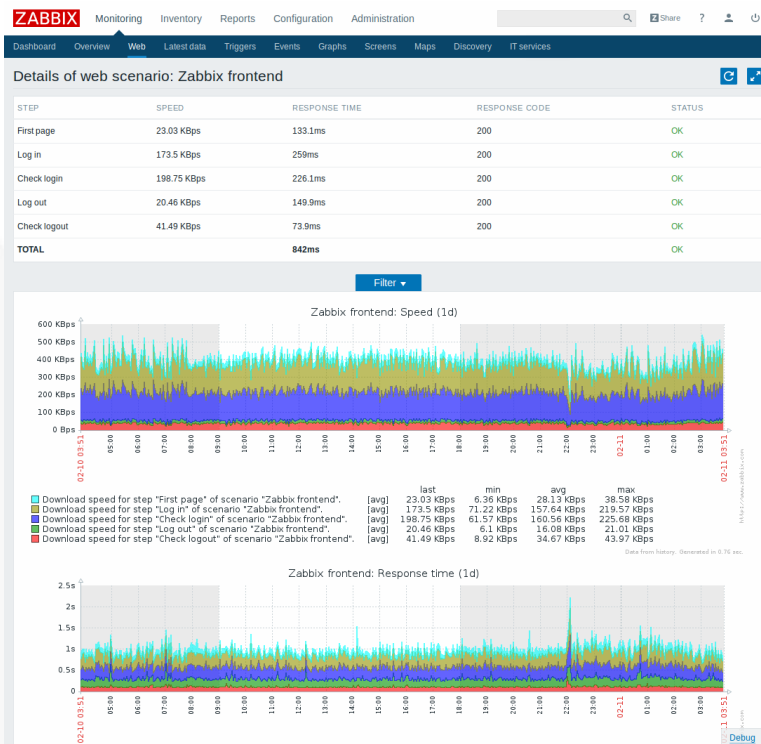 ZABBIX Monitoring Inventory Reports Configuration Administration Z Share ?
Dashboard Overview Web Latest data Triggers Events Graphs Screens Maps Discovery IT services
Details of web scenario: Zabbix frontend
STEP SPEED RESPONSE TIME RESPONSE CODE STATUS
First page 23.03 KBps 133.1ms 200 OK
Log in 173.5 KBps 259ms 200 OK
Check login 198.75 KBps 226.1ms 200 OK
Log out 20.46 KBps 149.9ms 200 OK
Check logout 41.49 KBps 73.9ms 200 OK
TOTAL 842ms OK
Filter
Zabbix frontend: Speed (1d)
600 KBps
500 KBps
400 KBps
300 KBps
200 KBps
100 KBps
0 Bps
02-10 03:51 05:00 06:00 07:00 08:00 09:00 10:00 11:00 12:00 13:00 14:00 15:00 16:00 17:00 18:00 19:00 20:00 21:00 22:00 23:00 02-11 01:00 02:00 03:00 02-11 03:51
http://www.zabbix.com
last min avg max
Download speed for step "First page" of scenario "Zabbix frontend". [avg] 23.03 KBps 6.36 KBps 28.13 KBps 38.58 KBps
Download speed for step "Log in" of scenario "Zabbix frontend". [avg] 173.5 KBps 71.22 KBps 157.64 KBps 219.57 KBps
Download speed for step "Check login" of scenario "Zabbix frontend". [avg] 198.75 KBps 61.57 KBps 160.56 KBps 225.68 KBps
Download speed for step "Log out" of scenario "Zabbix frontend". [avg] 20.46 KBps 6.1 KBps 16.08 KBps 21.01 KBps
Download speed for step "Check logout" of scenario "Zabbix frontend". [avg] 41.49 KBps 8.92 KBps 34.67 KBps 43.97 KBps
Data from history. Generated in 0.76 sec.
Zabbix frontend: Response time (1d)
2.5s
2s
1.5s
1s
0.5s
0
02-10 03:51 05:00 06:00 07:00 08:00 09:00 10:00 11:00 12:00 13:00 14:00 15:00 16:00 17:00 18:00 19:00 20:00 21:00 22:00 23:00 02-11 01:00 02:00 03:00 03:51
Debug